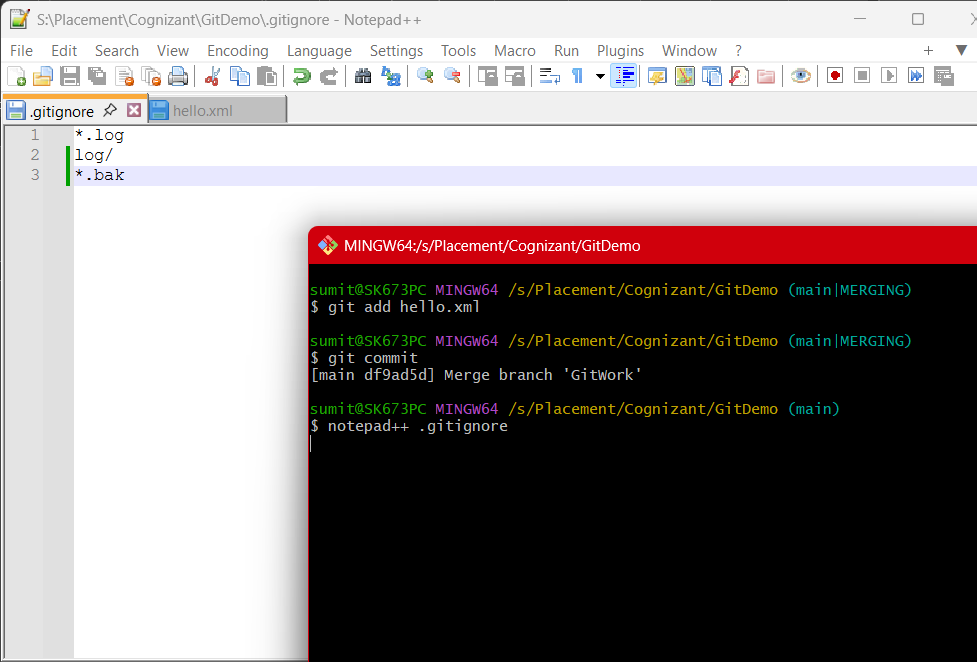 S:\Placement\Cognizant\GitDemo\.gitignore - Notepad++
File Edit Search View Encoding Language Settings Tools Macro Run Plugins Window ?
.gitignore hello.xml
1 *.log
2 log/
3 *.bak
MINGW64:/s/Placement/Cognizant/GitDemo
sumit@SK673PC MINGW64 /s/Placement/Cognizant/GitDemo (main|MERGING)
$ git add hello.xml
sumit@SK673PC MINGW64 /s/Placement/Cognizant/GitDemo (main|MERGING)
$ git commit
[main df9ad5d] Merge branch 'GitWork'
sumit@SK673PC MINGW64 /s/Placement/Cognizant/GitDemo (main)
$ notepad++ .gitignore